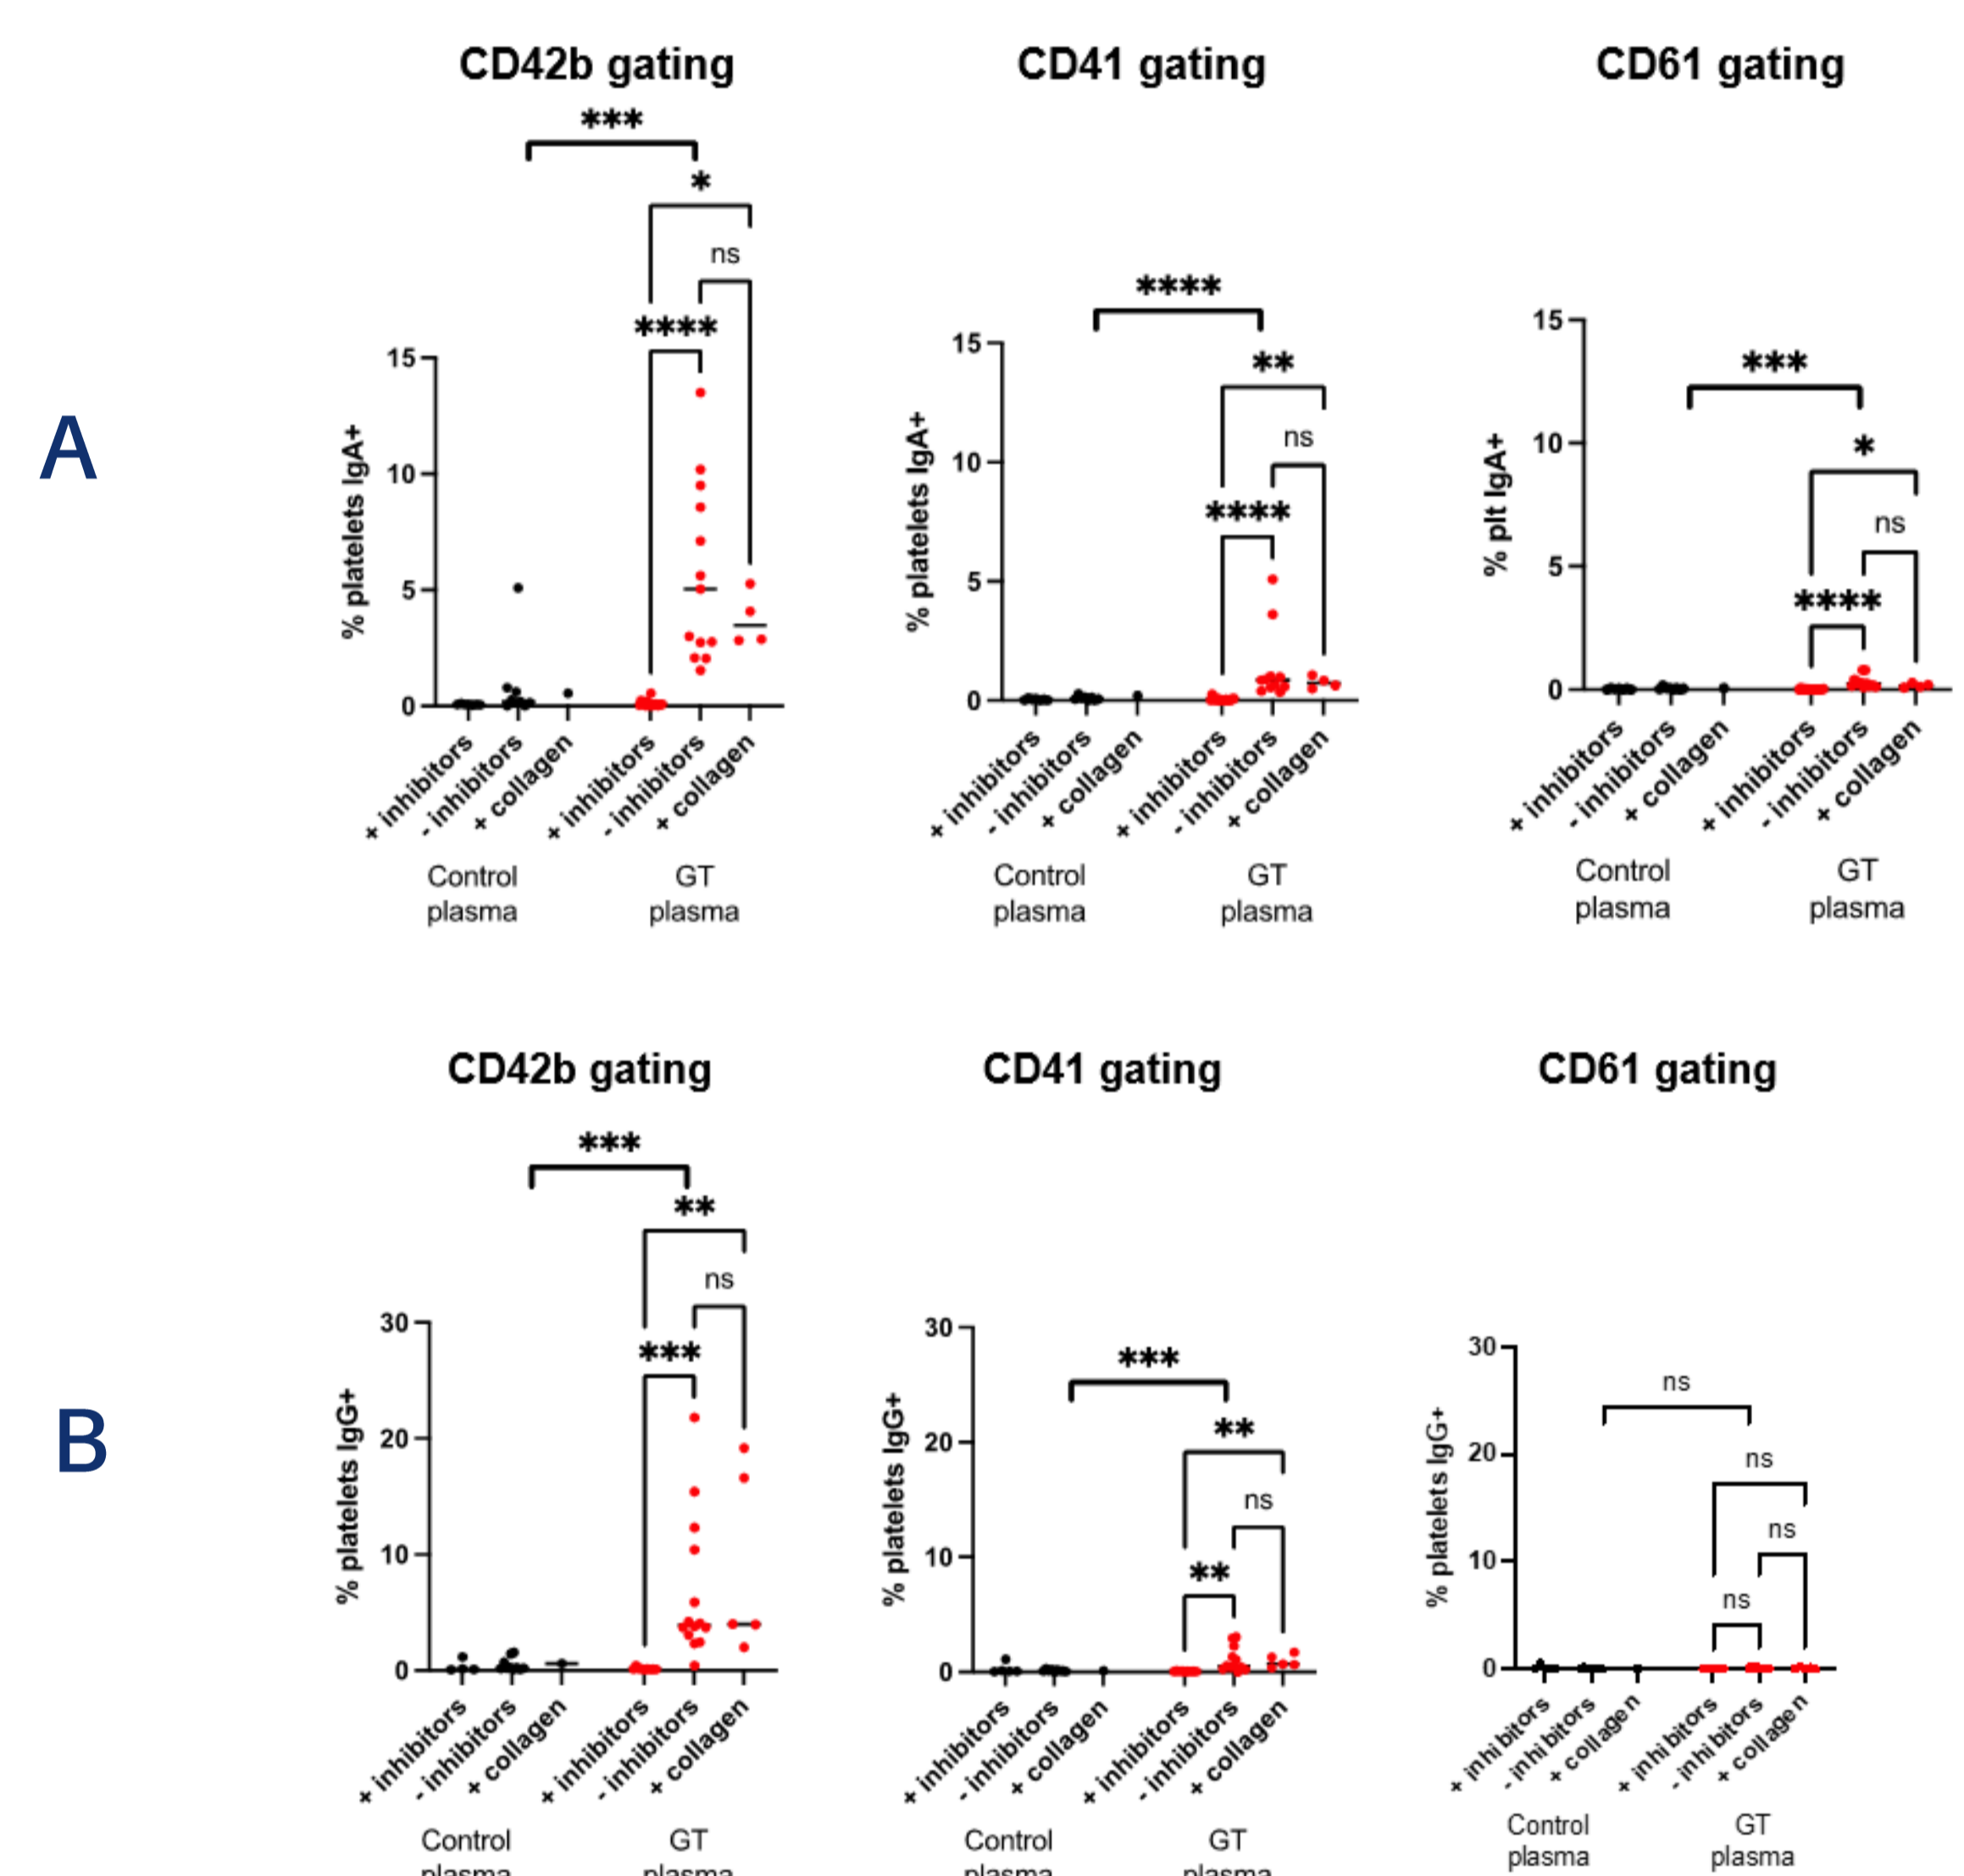 A
CD42b gating
***
*
ns
****
% platelets IgA+
15
10
5
0
+ inhibitors
- inhibitors
+ collagen
+ inhibitors
- inhibitors
+ collagen
Control
plasma
GT
plasma
CD41 gating
****
**
ns
****
% platelets IgA+
15
10
5
0
+ inhibitors
- inhibitors
+ collagen
+ inhibitors
- inhibitors
+ collagen
Control
plasma
GT
plasma
CD61 gating
***
*
ns
****
% plt IgA+
15
10
5
0
+ inhibitors
- inhibitors
+ collagen
+ inhibitors
- inhibitors
+ collagen
Control
plasma
GT
plasma
B
CD42b gating
***
**
ns
***
% platelets IgG+
30
20
10
0
+ inhibitors
- inhibitors
+ collagen
+ inhibitors
- inhibitors
+ collagen
Control
plasma
GT
plasma
CD41 gating
***
**
ns
**
% platelets IgG+
30
20
10
0
+ inhibitors
- inhibitors
+ collagen
+ inhibitors
- inhibitors
+ collagen
Control
plasma
GT
plasma
CD61 gating
ns
ns
ns
ns
% platelets IgG+
30
20
10
0
+ inhibitors
- inhibitors
+ collagen
+ inhibitors
- inhibitors
+ collagen
Control
plasma
GT
plasma